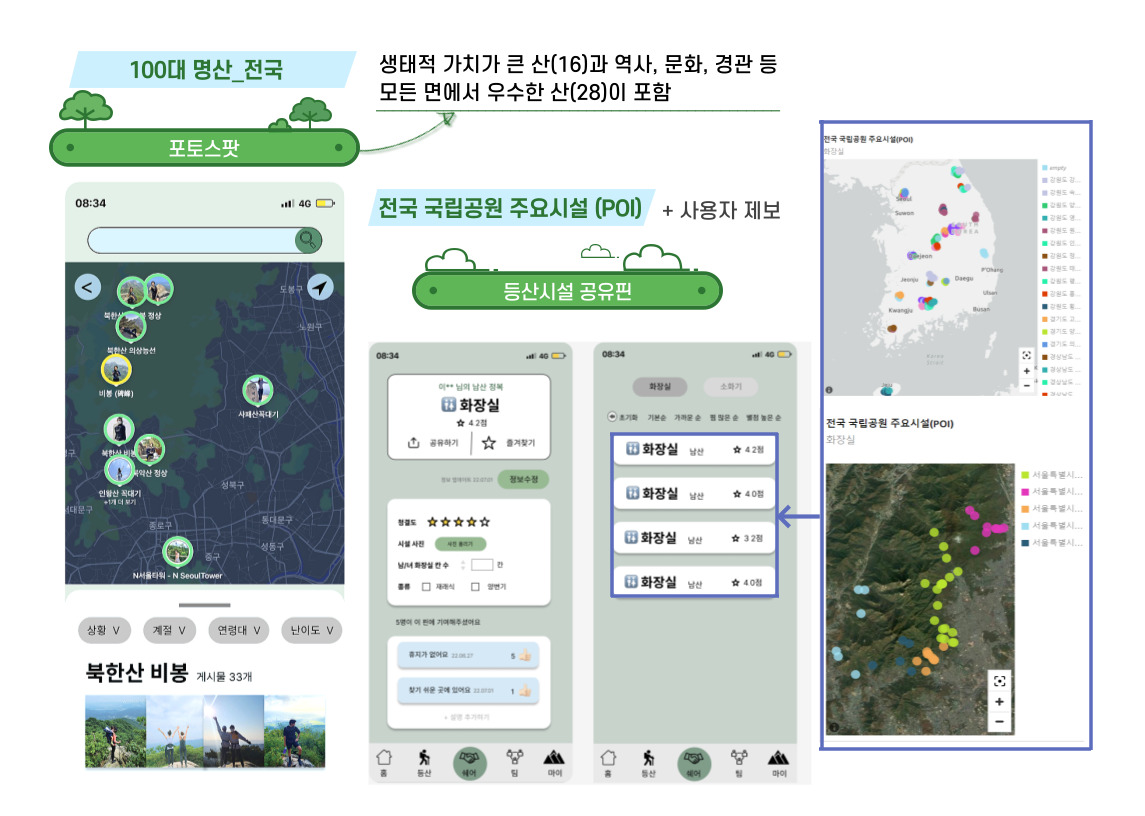 100대 명산_전국
생태적 가치가 큰 산(16)과 역사, 문화, 경관 등
모든 면에서 우수한 산(28)이 포함
포토스팟
전국 국립공원 주요시설 (POI)
+ 사용자 제보
등산시설 공유핀
08:34
4G
<
도봉구
노원구
북한산
정상
북한산 의상능선
비봉 (碑峰)
사패산꼭대기
북한산 비봉
북악산 정상
인왕산 꼭대기
+1개 더 보기
성북구
서대문구
종로구
동대문구
중구
성동구
N서울타워 - N SeoulTower
상황 ∨
계절 ∨
연령대 ∨
난이도 ∨
북한산 비봉 게시물 33개
08:34
4G
이** 님의 남산 정복
화장실
☆ 4.2점
공유하기
즐겨찾기
정보 업데이트 22.07.01
정보수정
청결도
시설 사진
사진 올리기
남/녀 화장실 칸 수
칸
종류
재래식
양변기
5명이 이 핀에 기여해주셨어요
휴지가 없어요 22.06.27 5
찾기 쉬운 곳에 있어요 22.07.01 1
+ 설명 추가하기
홈
등산
쉐어
팀
마이
08:34
4G
화장실
소화기
초기화
기본순
가까운 순
찜 많은 순
별점 높은 순
화장실 남산 ☆ 4.2점
화장실 남산 ☆ 4.0점
화장실 남산 ☆ 3.2점
화장실 남산 ☆ 4.0점
홈
등산
쉐어
팀
마이
전국 국립공원 주요시설(POI)
화장실
Seoul
Suwon
SOUTH
KOREA
Daejeon
P'Ohang
Jeonju
Daegu
Ulsan
Kwangju
Busan
Korea
Strait
empty
강원도 강...
강원도 속...
강원도 양...
강원도 영...
강원도 원...
강원도 인...
강원도 정...
강원도 태...
강원도 평...
강원도 홍...
강원도 횡...
경기도 고...
경기도 양...
경기도 의...
경상남도 ...
경상남도 ...
경상남도 ...
+
−
전국 국립공원 주요시설(POI)
화장실
서울특별시...
서울특별시...
서울특별시...
서울특별시...
서울특별시...
+
−